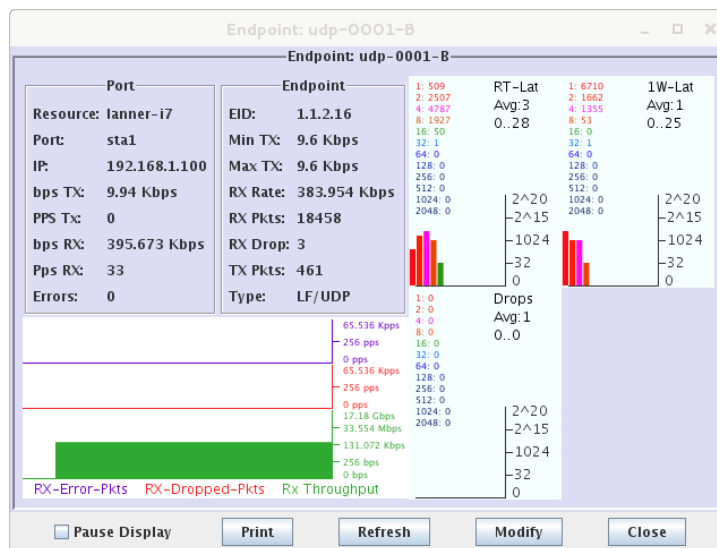 Endpoint: udp-0001-B
Endpoint: udp-0001-B
Port
Resource: lanner-i7
Port: sta1
IP: 192.168.1.100
bps TX: 9.94 Kbps
PPS Tx: 0
bps RX: 395.673 Kbps
Pps RX: 33
Errors: 0
Endpoint
EID: 1.1.2.16
Min TX: 9.6 Kbps
Max TX: 9.6 Kbps
RX Rate: 383.954 Kbps
RX Pkts: 18458
RX Drop: 3
TX Pkts: 461
Type: LF/UDP
1: 509
2: 2507
4: 4787
8: 1927
16: 50
32: 1
64: 0
128: 0
256: 0
512: 0
1024: 0
2048: 0
RT-Lat
Avg:3
0..28
2^20
2^15
1024
32
0
1: 6710
2: 1662
4: 1355
8: 53
16: 0
32: 1
64: 0
128: 0
256: 0
512: 0
1024: 0
2048: 0
1W-Lat
Avg:1
0..25
2^20
2^15
1024
32
0
1: 0
2: 0
4: 0
8: 0
16: 0
32: 0
64: 0
128: 0
256: 0
512: 0
1024: 0
2048: 0
Drops
Avg:1
0..0
2^20
2^15
1024
32
0
65.536 Kpps
256 pps
0 pps
65.536 Kpps
256 pps
0 pps
17.18 Gbps
33.554 Mbps
131.072 Kbps
256 bps
0 bps
RX-Error-Pkts RX-Dropped-Pkts Rx Throughput
Pause Display Print Refresh Modify Close